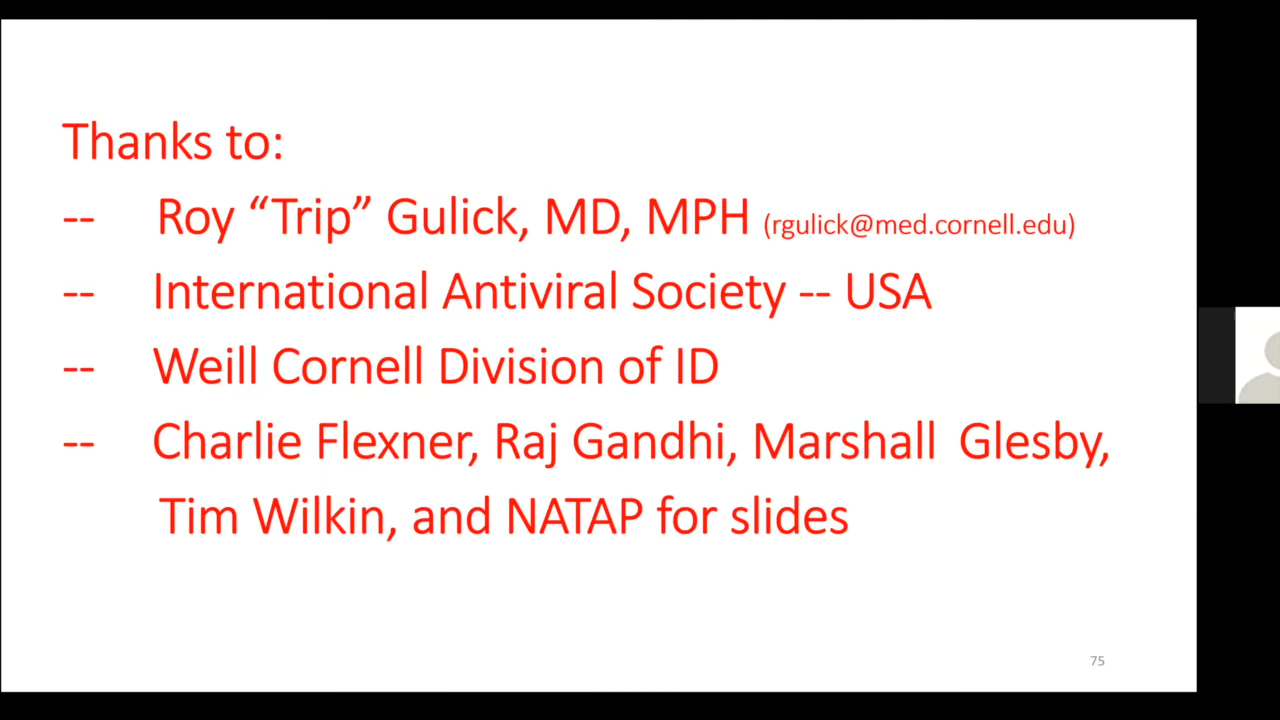 Thanks to:
-- Roy “Trip” Gulick, MD, MPH (rgulick@med.cornell.edu)
-- International Antiviral Society -- USA
-- Weill Cornell Division of ID
-- Charlie Flexner, Raj Gandhi, Marshall Glesby,
Tim Wilkin, and NATAP for slides
75